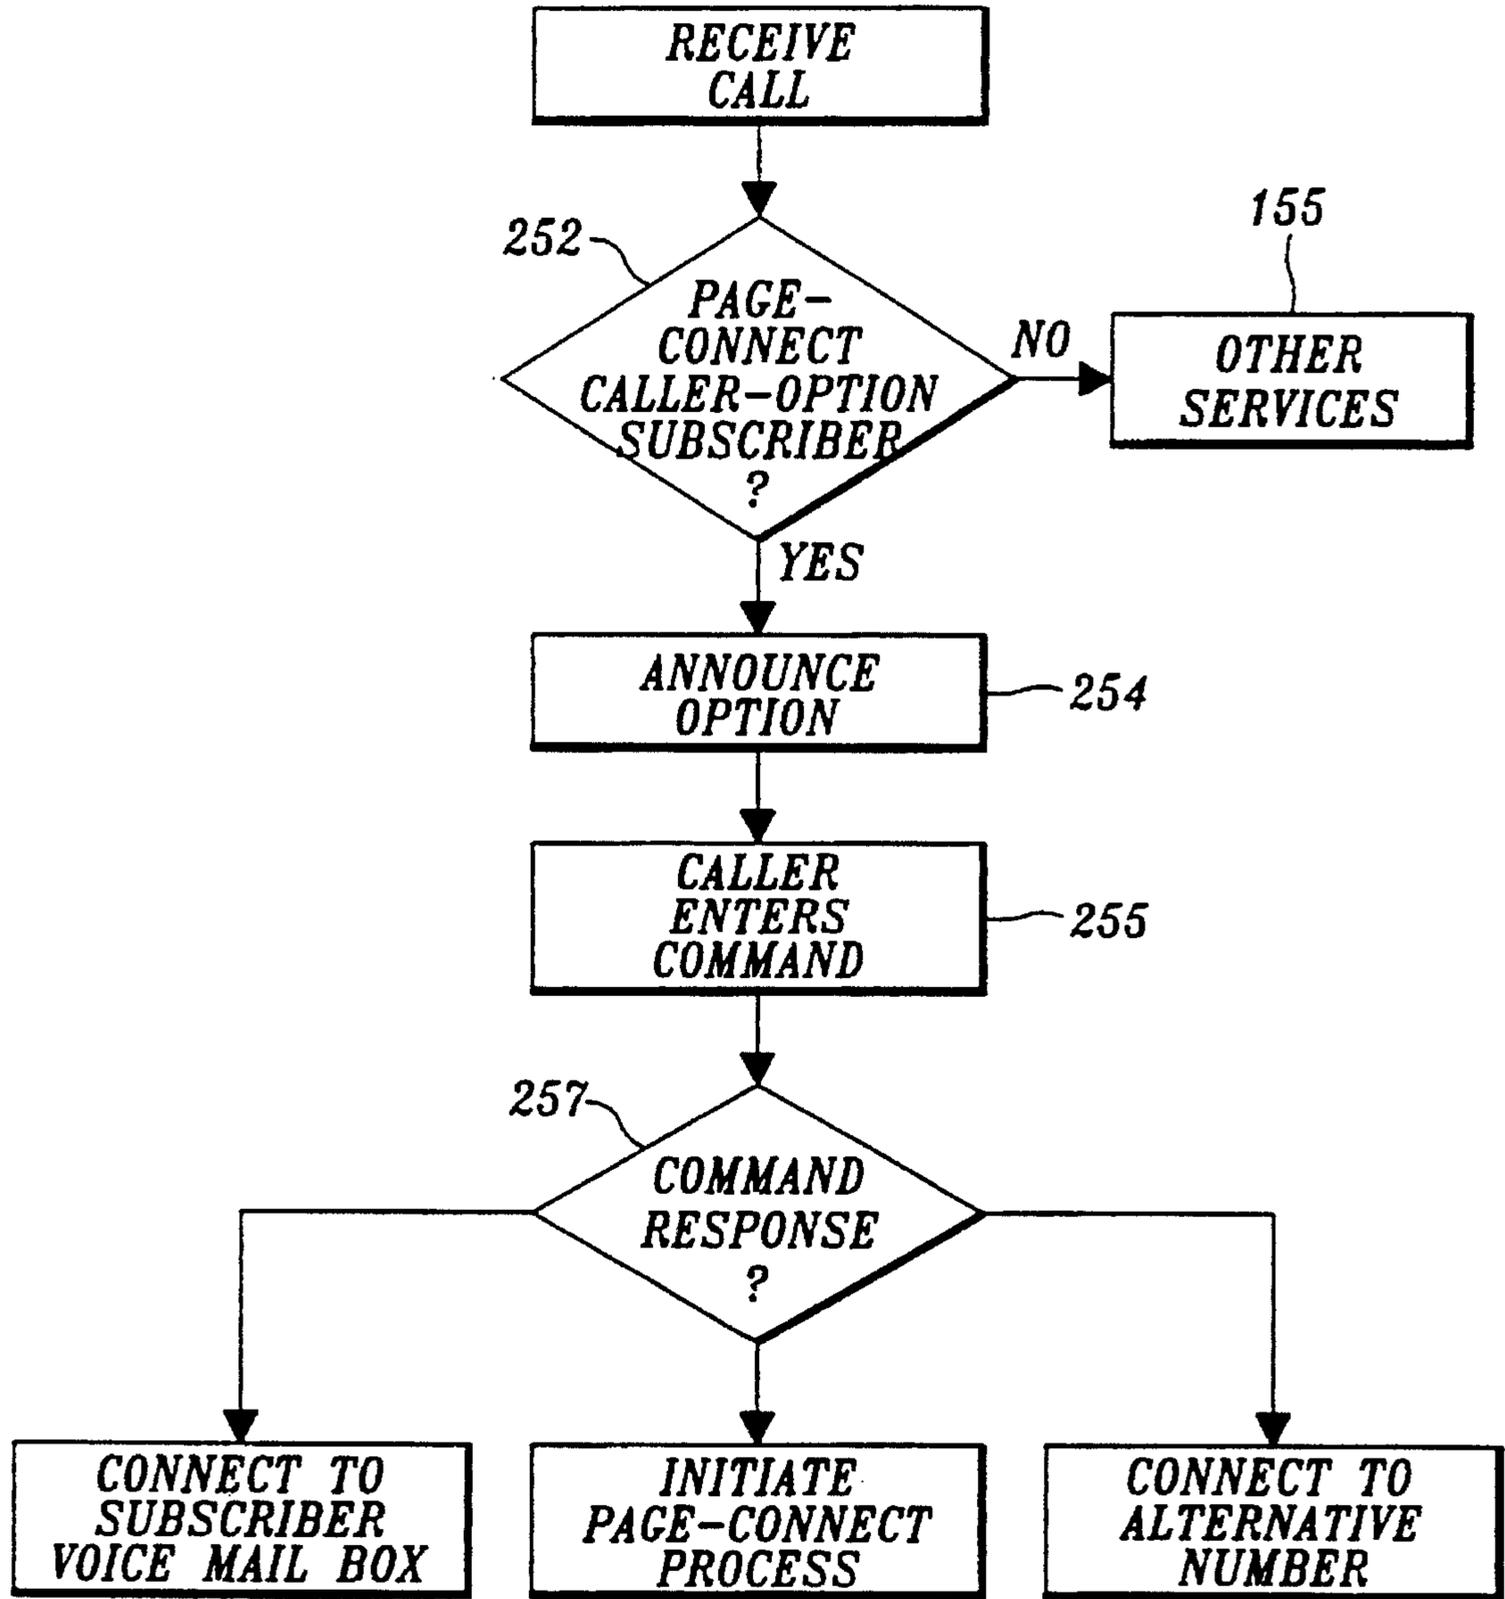 RECEIVE
CALL
252
155
PAGE-
CONNECT
CALLER-OPTION
SUBSCRIBER
?
NO
OTHER
SERVICES
YES
ANNOUNCE
OPTION
254
CALLER
ENTERS
COMMAND
255
257
COMMAND
RESPONSE
?
CONNECT TO
SUBSCRIBER
VOICE MAIL BOX
INITIATE
PAGE-CONNECT
PROCESS
CONNECT TO
ALTERNATIVE
NUMBER